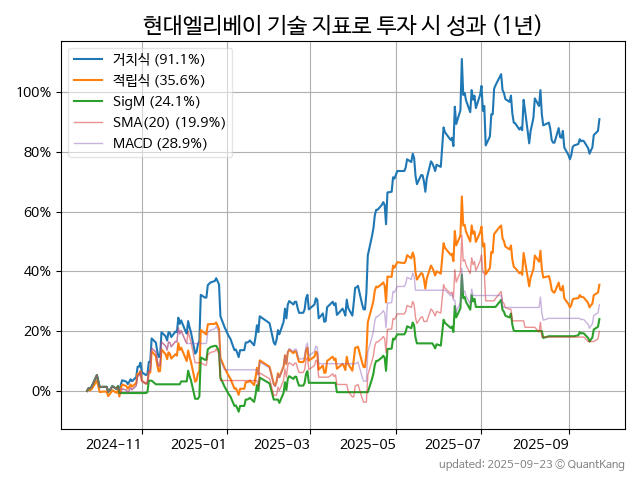 현대엘리베이 기술 지표로 투자 시 성과 (1년)
거치식 (91.1%)
적립식 (35.6%)
SigM (24.1%)
SMA(20) (19.9%)
MACD (28.9%)
100%
80%
60%
40%
20%
0%
2024-11 2025-01 2025-03 2025-05 2025-07 2025-09
updated: 2025-09-23 © QuantKang